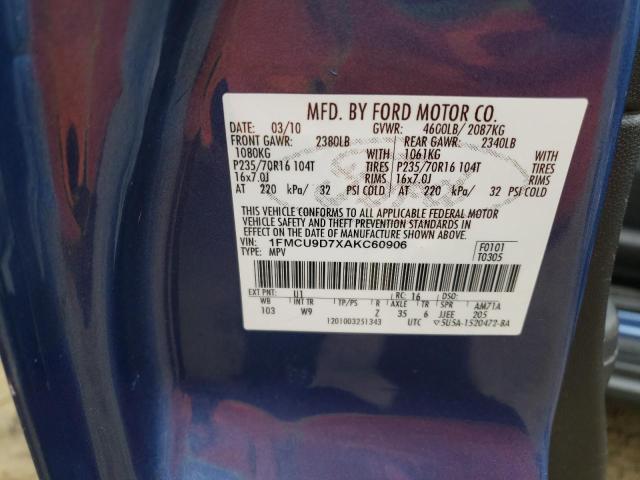 MFD. BY FORD MOTOR CO.
DATE: 03/10 GVWR: 4600LB/ 2087KG
FRONT GAWR: 2380LB REAR GAWR: 2340LB
1080KG WITH 1061KG WITH
P235/70R16 104T TIRES P235/70R16 104T TIRES
16x7.0J RIMS 16x7.0J RIMS
AT 220 kPa/ 32 PSI COLD AT 220 kPa/ 32 PSI COLD
THIS VEHICLE CONFORMS TO ALL APPLICABLE FEDERAL MOTOR
VEHICLE SAFETY AND THEFT PREVENTION STANDARDS IN
EFFECT ON THE DATE OF MANUFACTURE SHOWN ABOVE.
VIN: 1FMCU9D7XAKC60906
TYPE: MPV
F0101
T0305
EXT PNT: U1 RC: 16 DSO:
WB INT TR TP/PS R AXLE TR SPR AM71A
103 W9 Z 35 6 JJEE 205
1201003251343 UTC ▽5U5A-1520472-BA